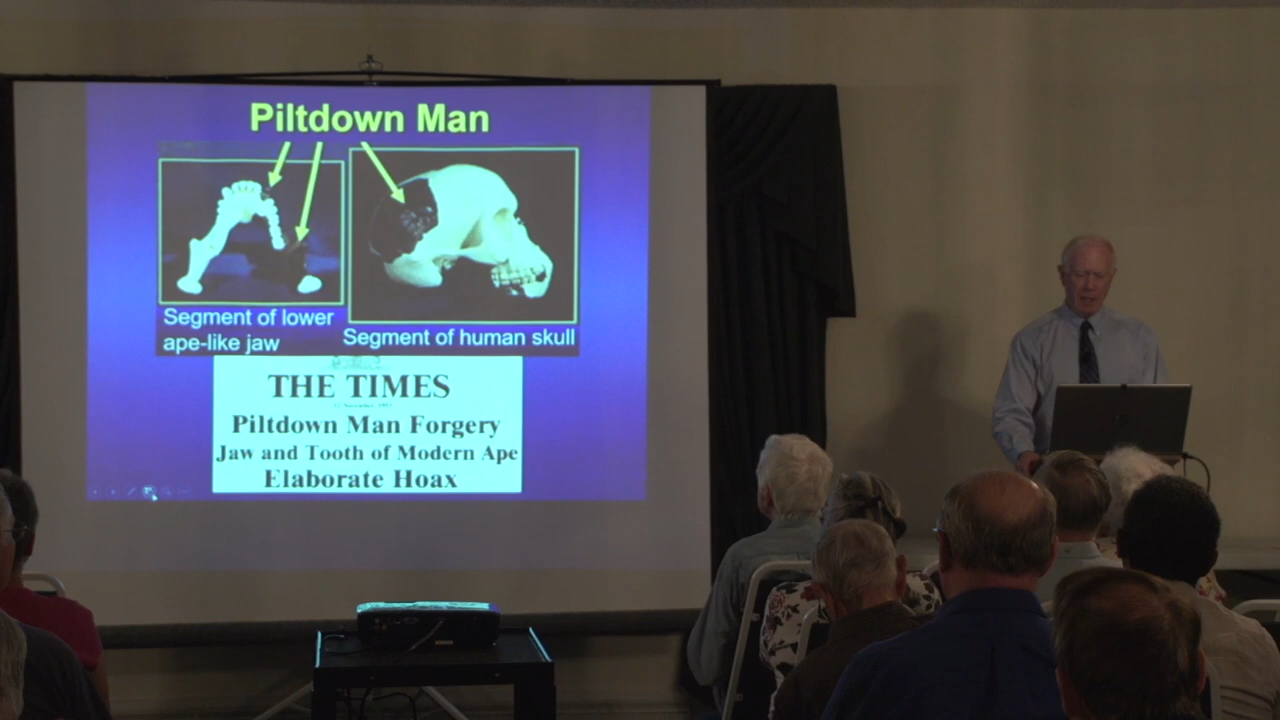 Piltdown Man
Segment of lower
ape-like jaw
Segment of human skull
THE TIMES
Piltdown Man Forgery
Jaw and Tooth of Modern Ape
Elaborate Hoax